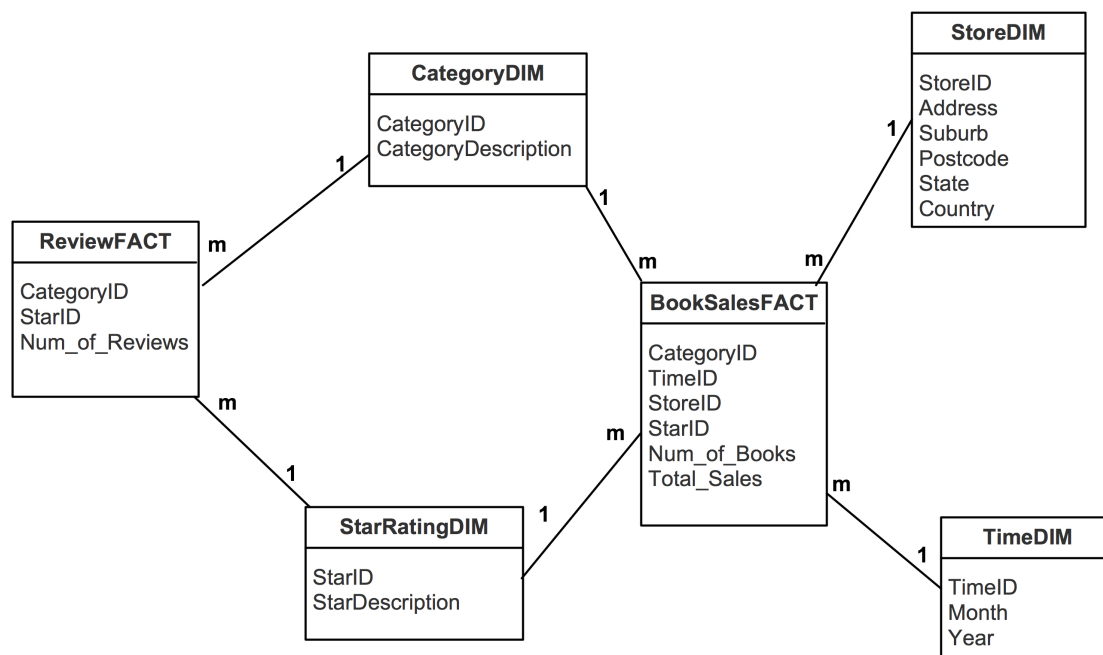 StoreDIM
StoreID
Address
Suburb
Postcode
State
Country
1
CategoryDIM
CategoryID
CategoryDescription
1
1
ReviewFACT
CategoryID
StarID
Num_of_Reviews
m
m
m
m
BookSalesFACT
CategoryID
TimeID
StoreID
StarID
Num_of_Books
Total_Sales
m
m
1
1
1
StarRatingDIM
StarID
StarDescription
TimeDIM
TimeID
Month
Year